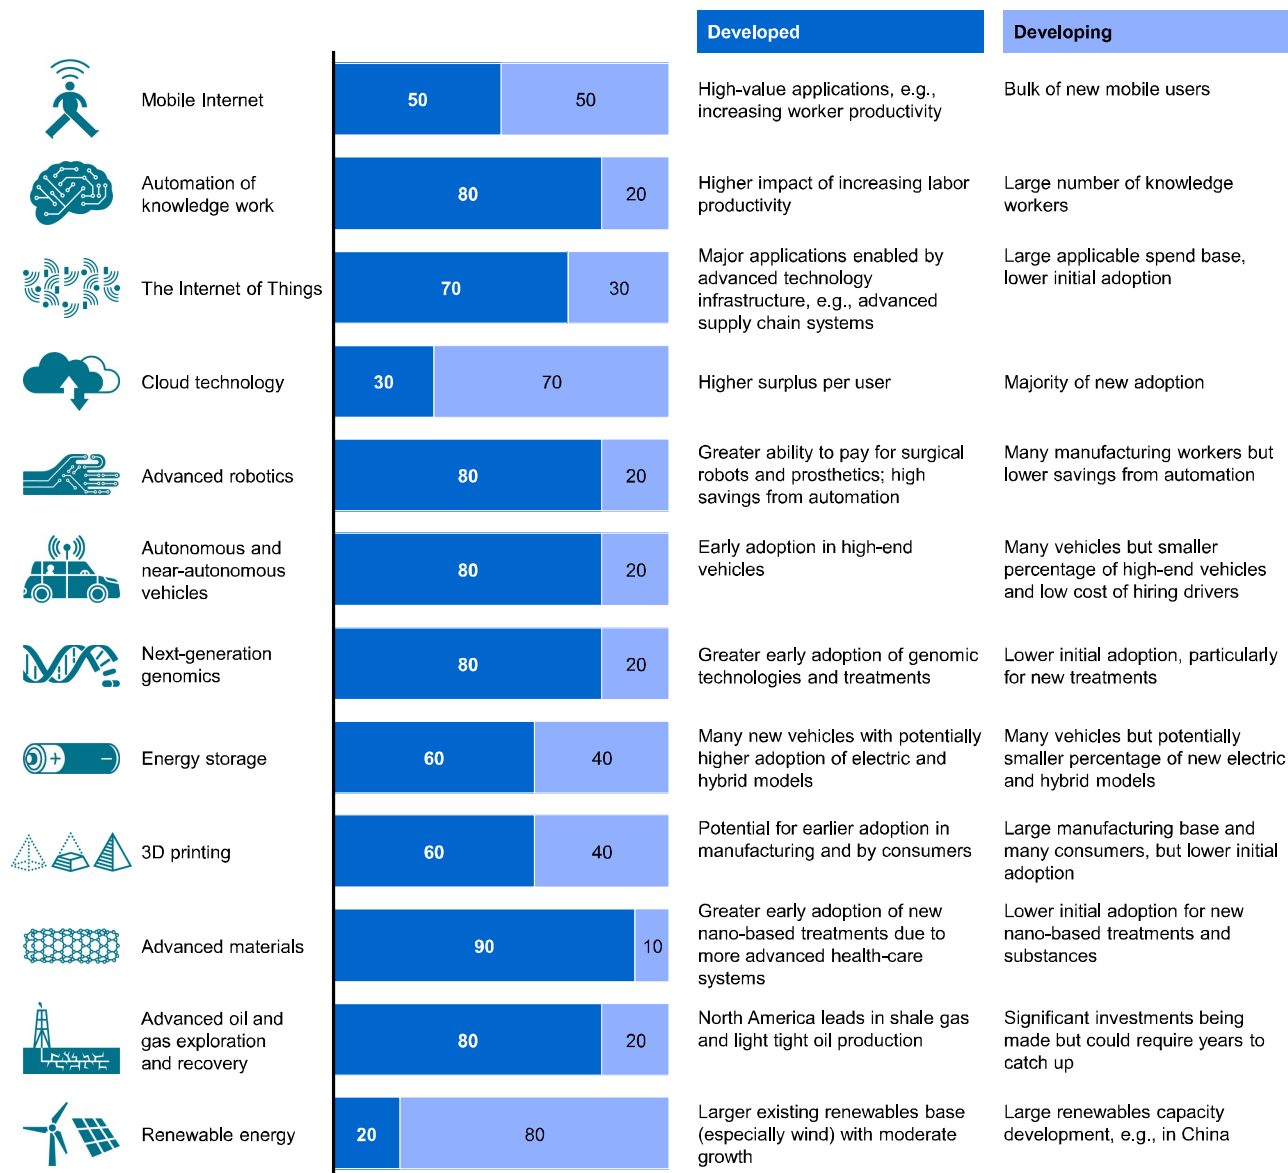 Developed
Developing
Mobile Internet
50
50
High-value applications, e.g.,
increasing worker productivity
Bulk of new mobile users
Automation of
knowledge work
80
20
Higher impact of increasing labor
productivity
Large number of knowledge
workers
The Internet of Things
70
30
Major applications enabled by
advanced technology
infrastructure, e.g., advanced
supply chain systems
Large applicable spend base,
lower initial adoption
Cloud technology
30
70
Higher surplus per user
Majority of new adoption
Advanced robotics
80
20
Greater ability to pay for surgical
robots and prosthetics; high
savings from automation
Many manufacturing workers but
lower savings from automation
Autonomous and
near-autonomous
vehicles
80
20
Early adoption in high-end
vehicles
Many vehicles but smaller
percentage of high-end vehicles
and low cost of hiring drivers
Next-generation
genomics
80
20
Greater early adoption of genomic
technologies and treatments
Lower initial adoption, particularly
for new treatments
Energy storage
60
40
Many new vehicles with potentially
higher adoption of electric and
hybrid models
Many vehicles but potentially
smaller percentage of new electric
and hybrid models
3D printing
60
40
Potential for earlier adoption in
manufacturing and by consumers
Large manufacturing base and
many consumers, but lower initial
adoption
Advanced materials
90
10
Greater early adoption of new
nano-based treatments due to
more advanced health-care
systems
Lower initial adoption for new
nano-based treatments and
substances
Advanced oil and
gas exploration
and recovery
80
20
North America leads in shale gas
and light tight oil production
Significant investments being
made but could require years to
catch up
Renewable energy
20
80
Larger existing renewables base
(especially wind) with moderate
growth
Large renewables capacity
development, e.g., in China